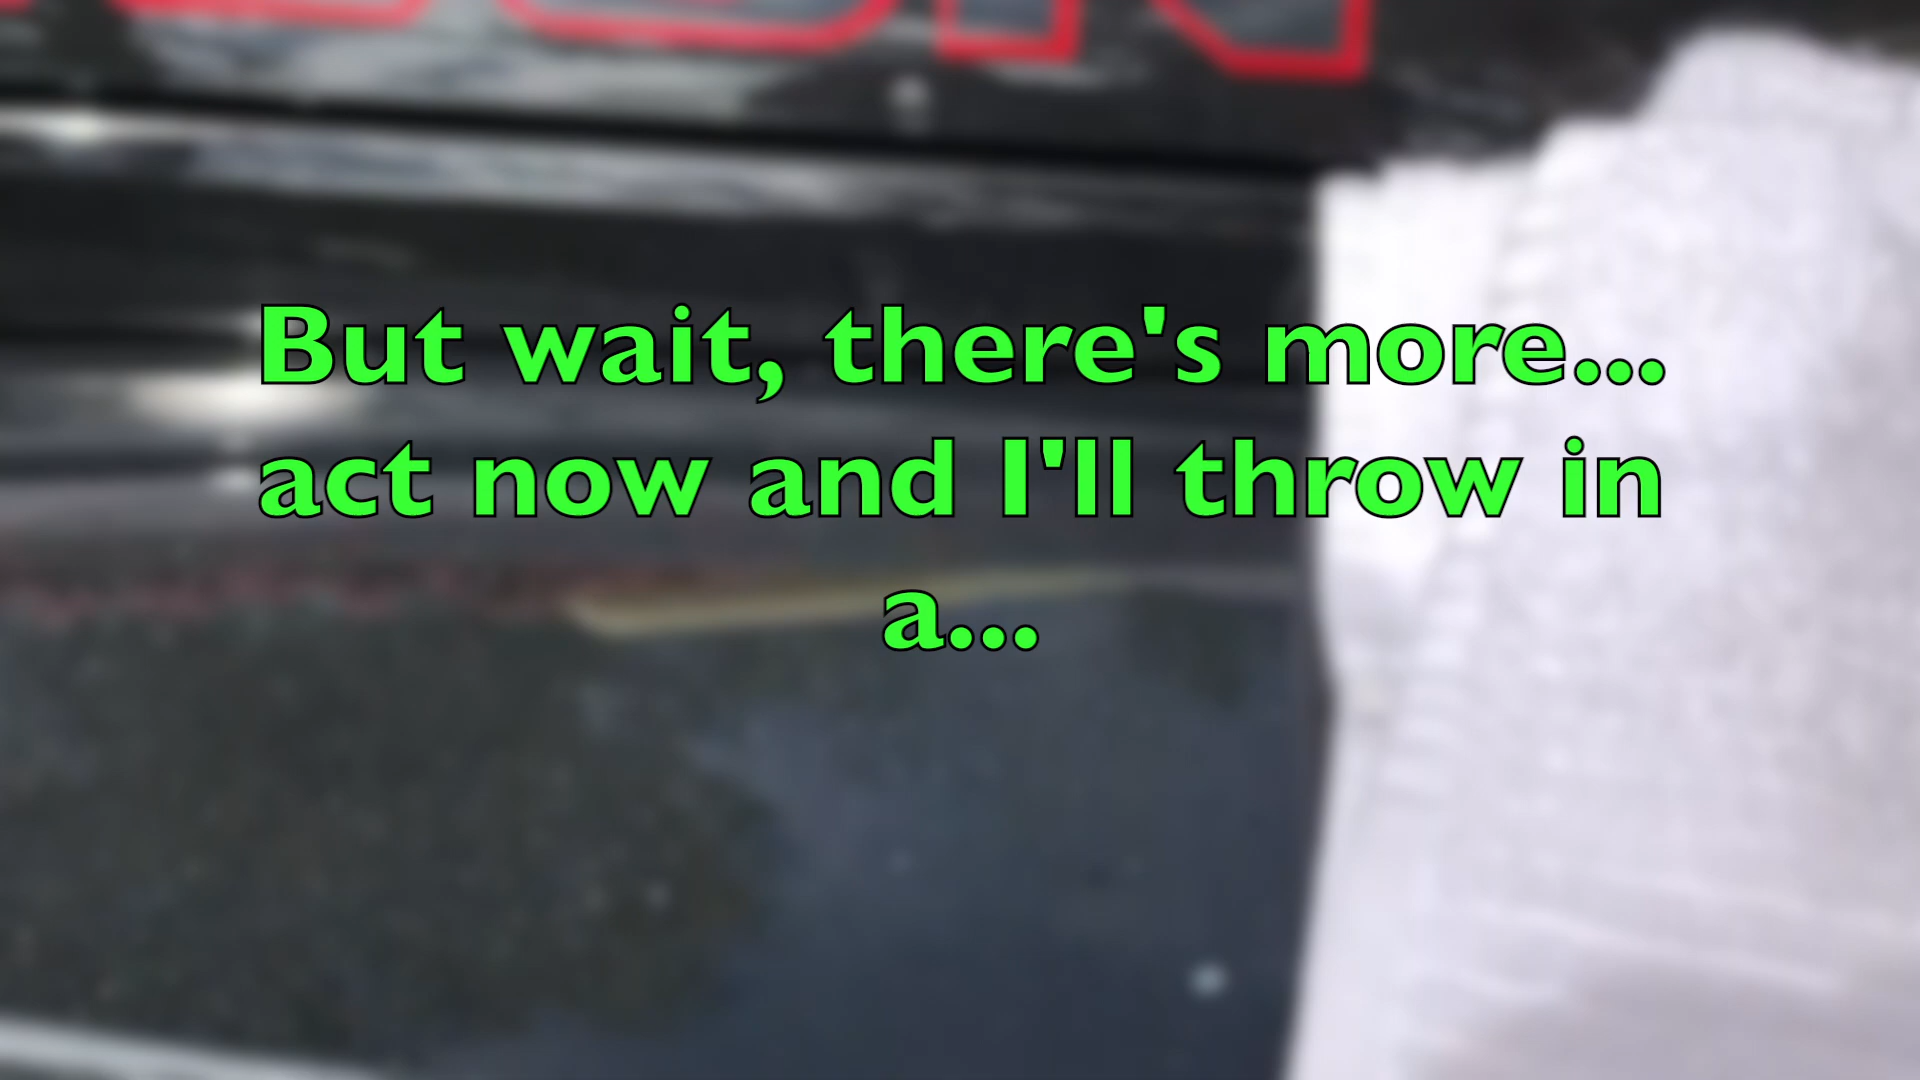 But wait, there's more...
act now and I'll throw in
a...